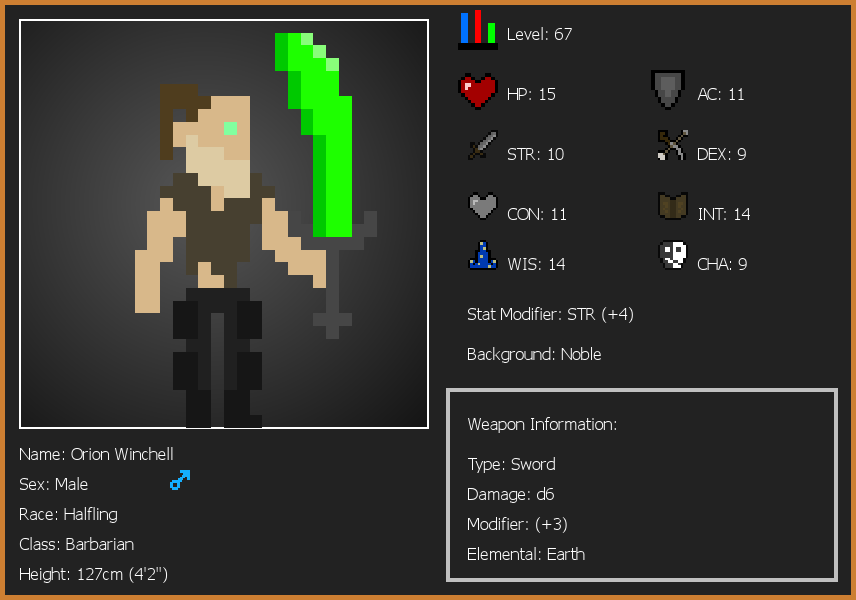 Level: 67
HP: 15
AC: 11
STR: 10
DEX: 9
CON: 11
INT: 14
WIS: 14
CHA: 9
Stat Modifier: STR (+4)
Background: Noble
Weapon Information:
Type: Sword
Damage: d6
Modifier: (+3)
Elemental: Earth
Name: Orion Winchell
Sex: Male
Race: Halfling
Class: Barbarian
Height: 127cm (4'2")